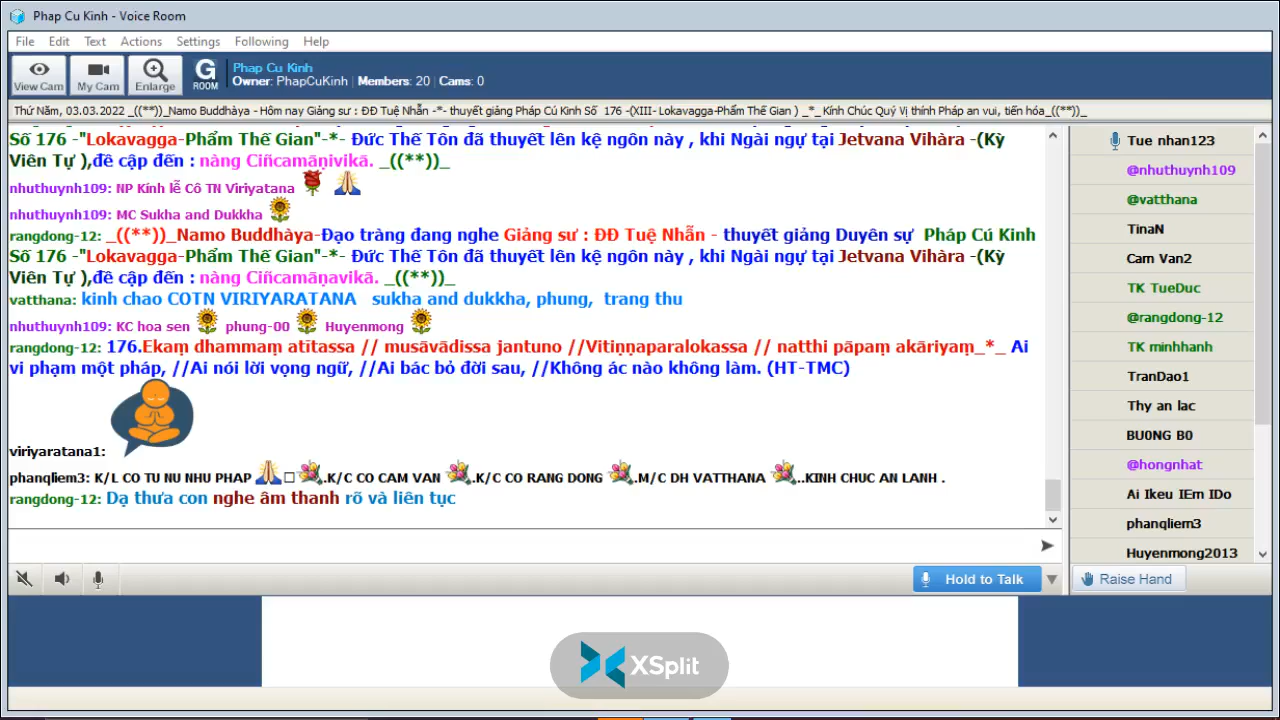 Phap Cu Kinh - Voice Room
File Edit Text Actions Settings Following Help
View Cam My Cam Enlarge G ROOM
Phap Cu Kinh
Owner: PhapCuKinh | Members: 20 | Cams: 0
Thứ Năm, 03.03.2022 _((**))_Namo Buddhàya - Hôm nay Giảng sư : ĐĐ Tuệ Nhẫn -*- thuyết giảng Pháp Cú Kinh Số 176 -(XIII- Lokavagga-Phẩm Thế Gian ) _*_ Kính Chúc Quý Vị thính Pháp an vui, tiến hóa_((**))_
Số 176 -"Lokavagga-Phẩm Thế Gian"-*- Đức Thế Tôn đã thuyết lên kệ ngôn này , khi Ngài ngự tại Jetvana Vihàra -(Kỳ
Viên Tự ),đề cập đến : nàng Ciñcamāṇivikā. _((**))_
nhuthuynh109: NP Kính lễ Cô TN Viriyatana
nhuthuynh109: MC Sukha and Dukkha
rangdong-12: _((**))_Namo Buddhàya-Đạo tràng đang nghe Giảng sư : ĐĐ Tuệ Nhẫn - thuyết giảng Duyên sự Pháp Cú Kinh
Số 176 -"Lokavagga-Phẩm Thế Gian"-*- Đức Thế Tôn đã thuyết lên kệ ngôn này , khi Ngài ngự tại Jetvana Vihàra -(Kỳ
Viên Tự ),đề cập đến : nàng Ciñcamāṇavikā. _((**))_
vatthana: kinh chao COTN VIRIYARATANA sukha and dukkha, phung, trang thu
nhuthuynh109: KC hoa sen phung-00 Huyenmong
rangdong-12: 176.Ekaṃ dhammaṃ atītassa // musāvādissa jantuno //Vitiṇṇaparalokassa // natthi pāpaṃ akāriyaṃ_*_ Ai
vi phạm một pháp, //Ai nói lời vọng ngữ, //Ai bác bỏ đời sau, //Không ác nào không làm. (HT-TMC)
viriyaratana1:
phanqliem3: K/L CO TU NU NHU PHAP .K/C CO CAM VAN .K/C CO RANG DONG .M/C DH VATTHANA ..KINH CHUC AN LANH .
rangdong-12: Dạ thưa con nghe âm thanh rõ và liên tục
Tue nhan123
@nhuthuynh109
@vatthana
TinaN
Cam Van2
TK TueDuc
@rangdong-12
TK minhhanh
TranDao1
Thy an lac
BU0NG B0
@hongnhat
Ai Ikeu IEm IDo
phanqliem3
Huyenmong2013
Hold to Talk
Raise Hand
XSplit